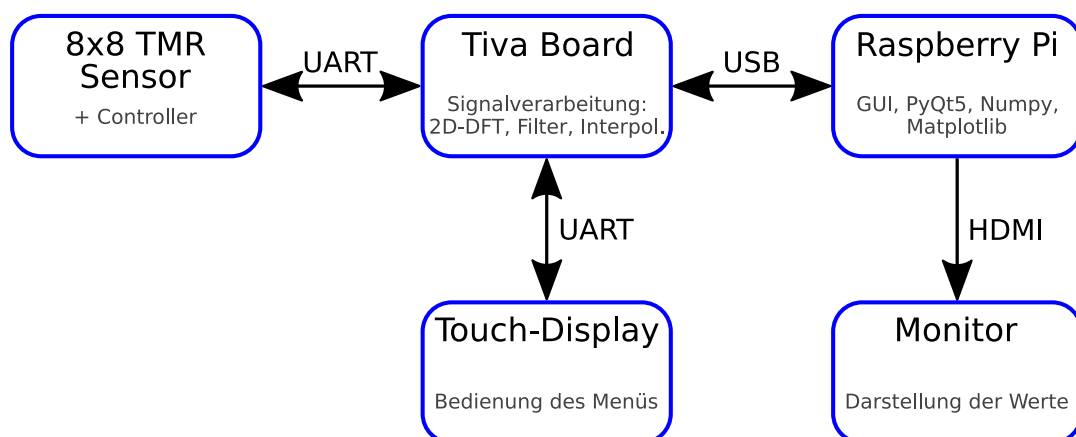 8x8 TMR
Sensor
+ Controller
UART
Tiva Board
Signalverarbeitung:
2D-DFT, Filter, Interpol.
USB
Raspberry Pi
GUI, PyQt5, Numpy,
Matplotlib
UART
HDMI
Touch-Display
Bedienung des Menüs
Monitor
Darstellung der Werte